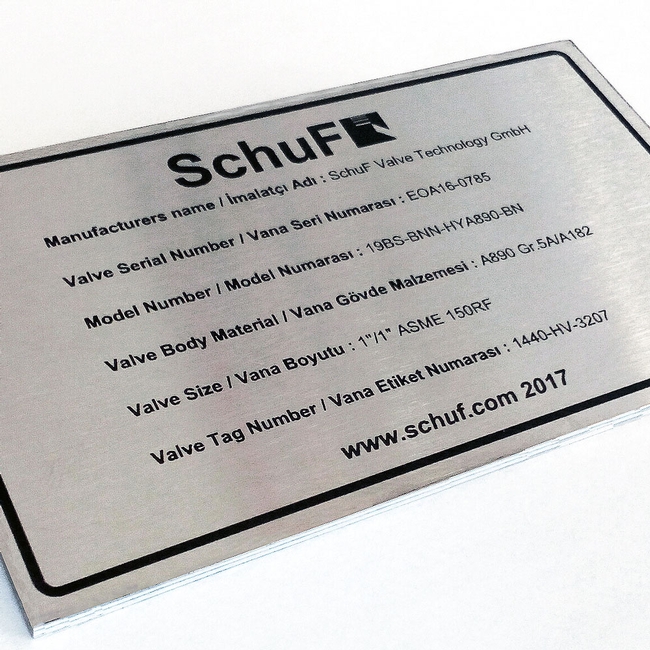 SchuF
Manufacturers name / İmalatçı Adı : SchuF Valve Technology GmbH
Valve Serial Number / Vana Seri Numarası : EOA16-0785
Model Number / Model Numarası : 19BS-BNN-HYA890-BN
Valve Body Material / Vana Gövde Malzemesi : A890 Gr.5A/A182
Valve Size / Vana Boyutu : 1"/1" ASME 150RF
Valve Tag Number / Vana Etiket Numarası : 1440-HV-3207
www.schuf.com 2017